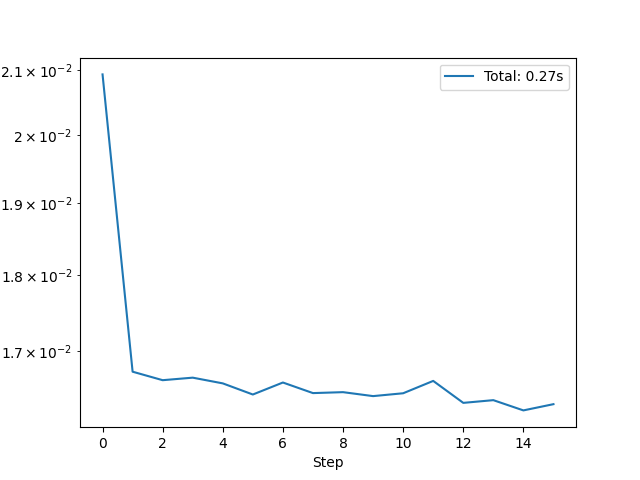 Total: 0.27s
2.1 × 10⁻²
2 × 10⁻²
1.9 × 10⁻²
1.8 × 10⁻²
1.7 × 10⁻²
0 2 4 6 8 10 12 14
Step